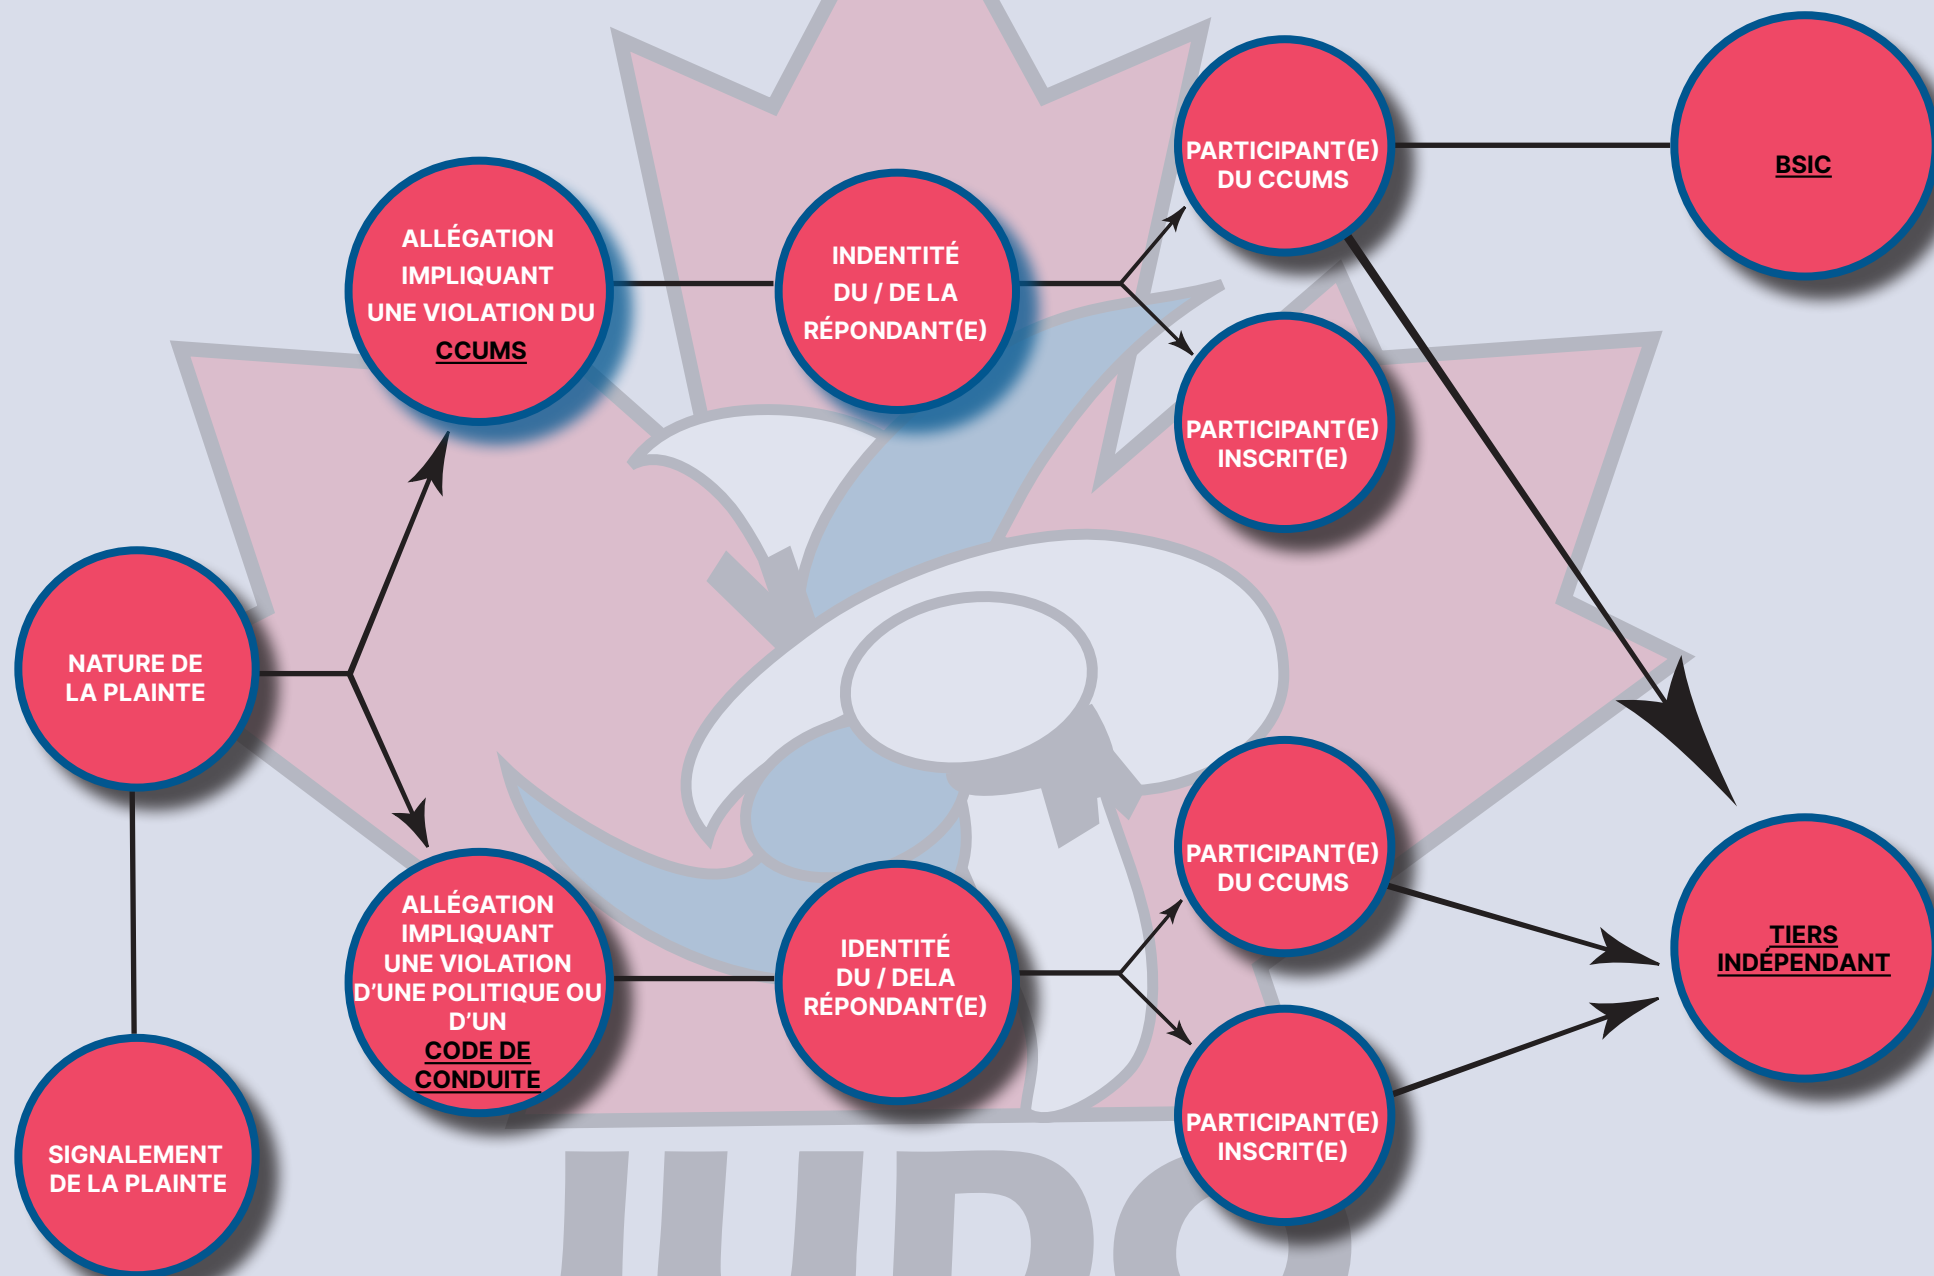 PARTICIPANT(E)
DU CCUMS
BSIC
ALLÉGATION
IMPLIQUANT
UNE VIOLATION DU
CCUMS
INDENTITÉ
DU / DE LA
RÉPONDANT(E)
PARTICIPANT(E)
INSCRIT(E)
NATURE DE
LA PLAINTE
ALLÉGATION
IMPLIQUANT
UNE VIOLATION
D'UNE POLITIQUE OU
D'UN
CODE DE
CONDUITE
IDENTITÉ
DU / DELA
RÉPONDANT(E)
PARTICIPANT(E)
DU CCUMS
TIERS
INDÉPENDANT
PARTICIPANT(E)
INSCRIT(E)
SIGNALEMENT
DE LA PLAINTE
JUDO